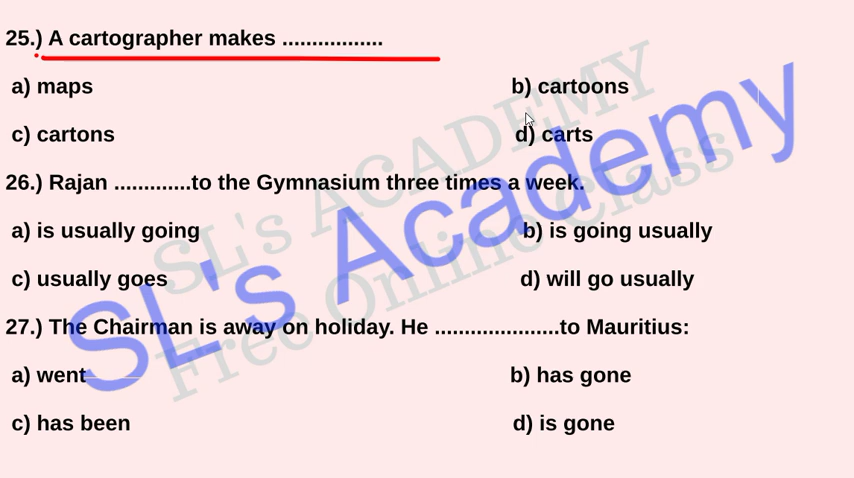 25.) A cartographer makes .................
a) maps b) cartoons
c) cartons d) carts
26.) Rajan .............to the Gymnasium three times a week.
a) is usually going b) is going usually
c) usually goes d) will go usually
27.) The Chairman is away on holiday. He .....................to Mauritius:
a) went b) has gone
c) has been d) is gone
SL's ACADEMY
Free Online Class
SL's Academy